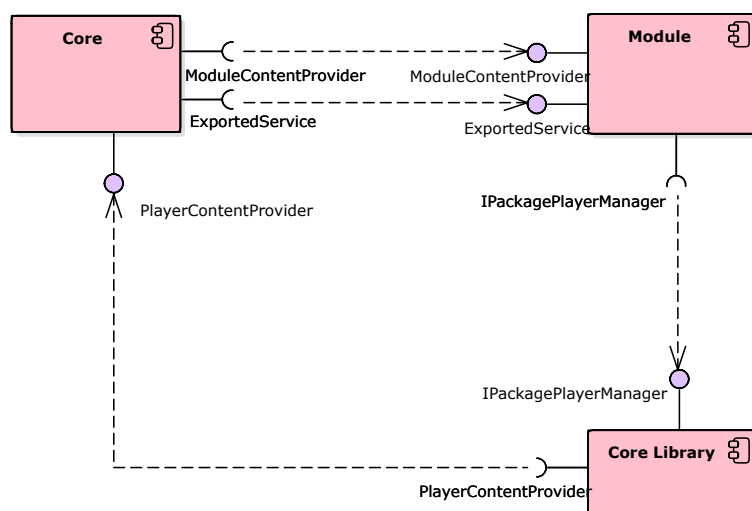 Core
Module
ModuleContentProvider
ModuleContentProvider
ExportedService
ExportedService
PlayerContentProvider
IPackagePlayerManager
IPackagePlayerManager
Core Library
PlayerContentProvider